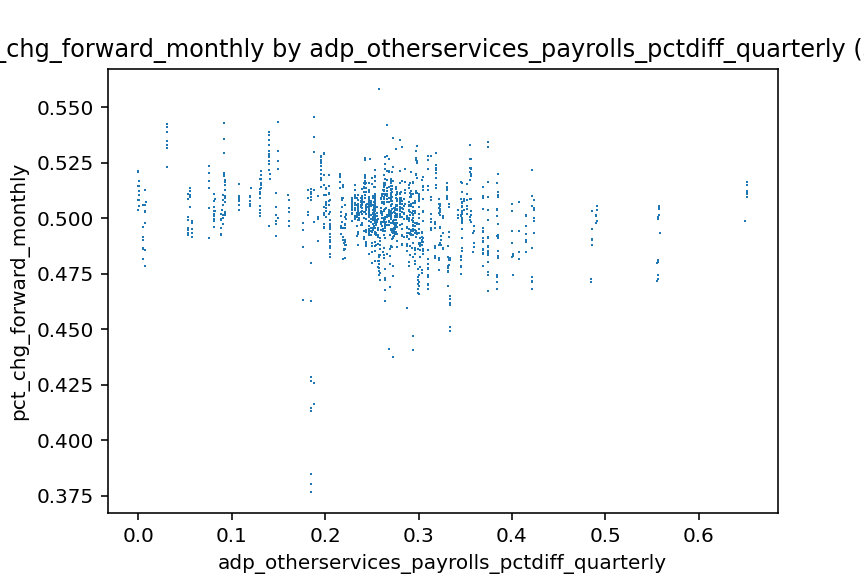 _chg_forward_monthly by adp_otherservices_payrolls_pctdiff_quarterly (
0.550
0.525
0.500
0.475
0.450
0.425
0.400
0.375
pct_chg_forward_monthly
0.0 0.1 0.2 0.3 0.4 0.5 0.6
adp_otherservices_payrolls_pctdiff_quarterly